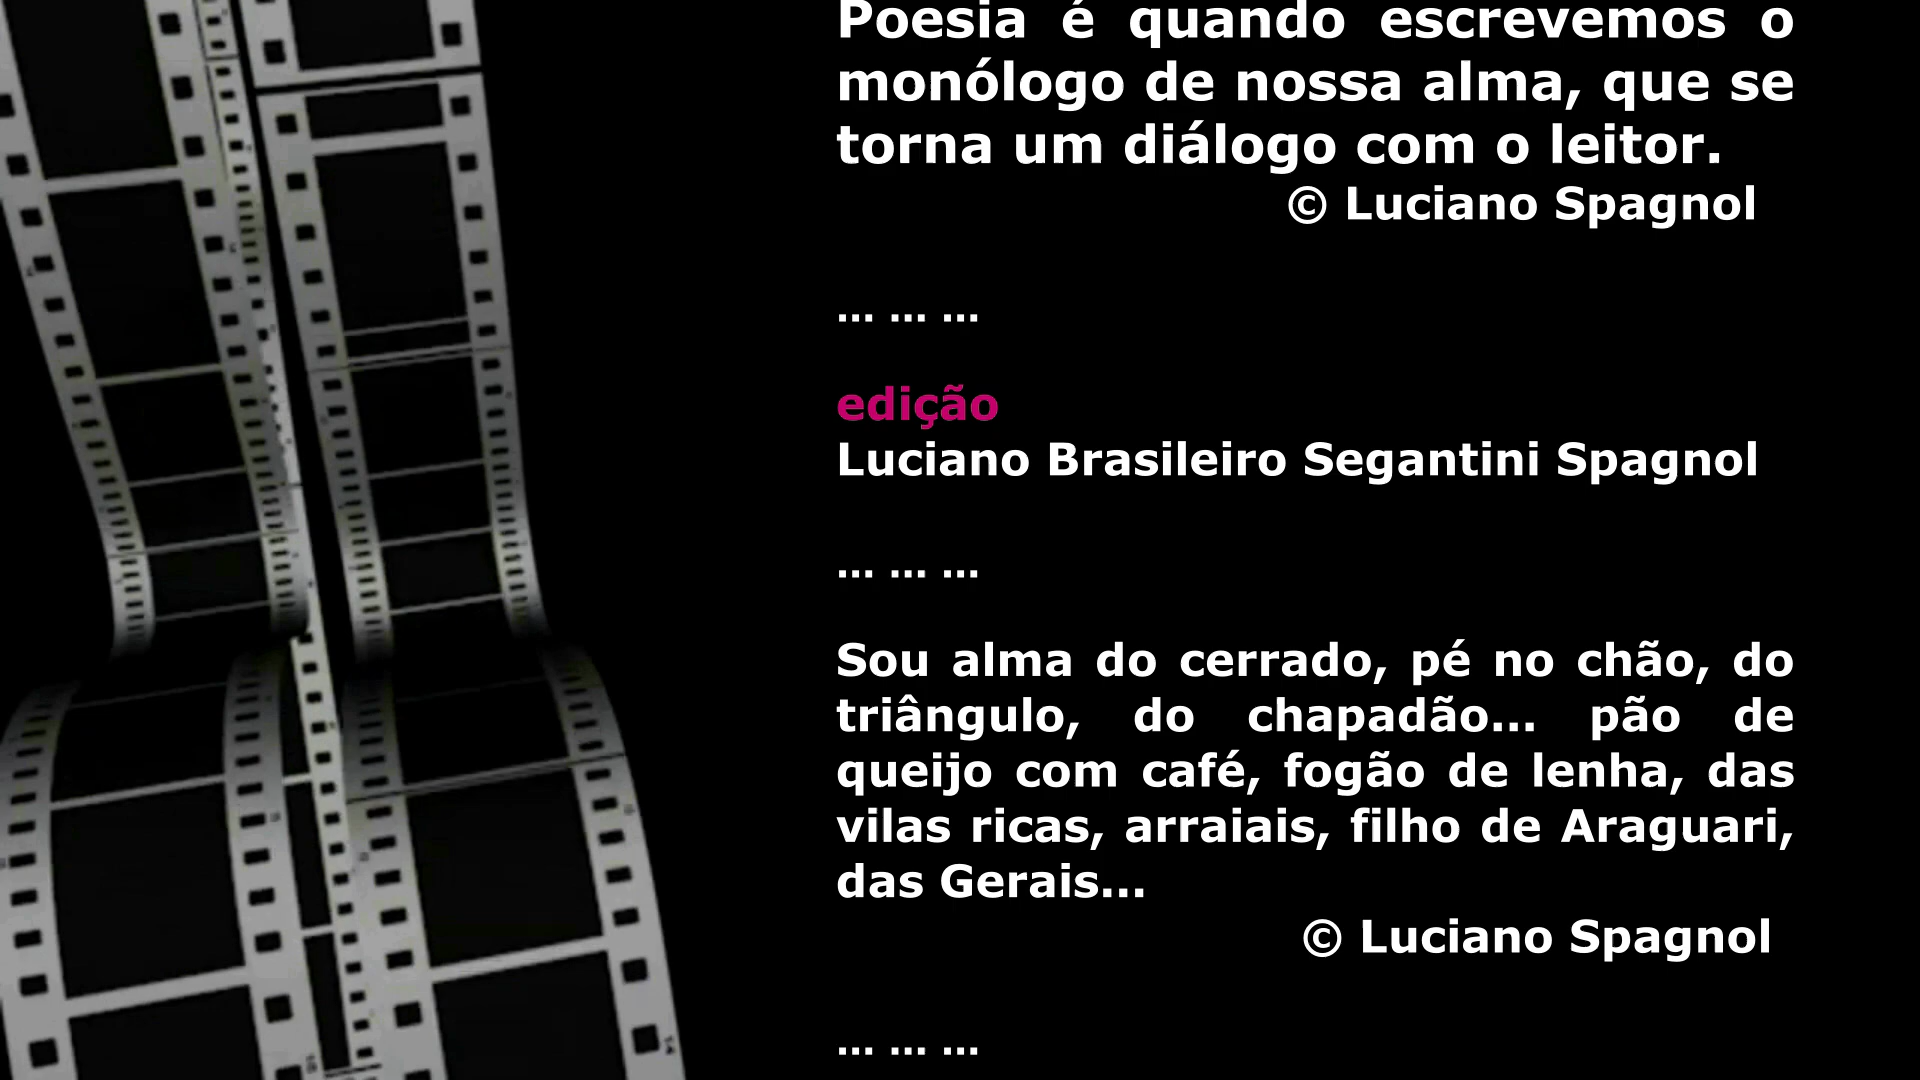 Poesia é quando escrevemos o
monólogo de nossa alma, que se
torna um diálogo com o leitor.
© Luciano Spagnol
... ... ...
edição
Luciano Brasileiro Segantini Spagnol
... ... ...
Sou alma do cerrado, pé no chão, do
triângulo, do chapadão... pão de
queijo com café, fogão de lenha, das
vilas ricas, arraiais, filho de Araguari,
das Gerais...
© Luciano Spagnol
... ... ...